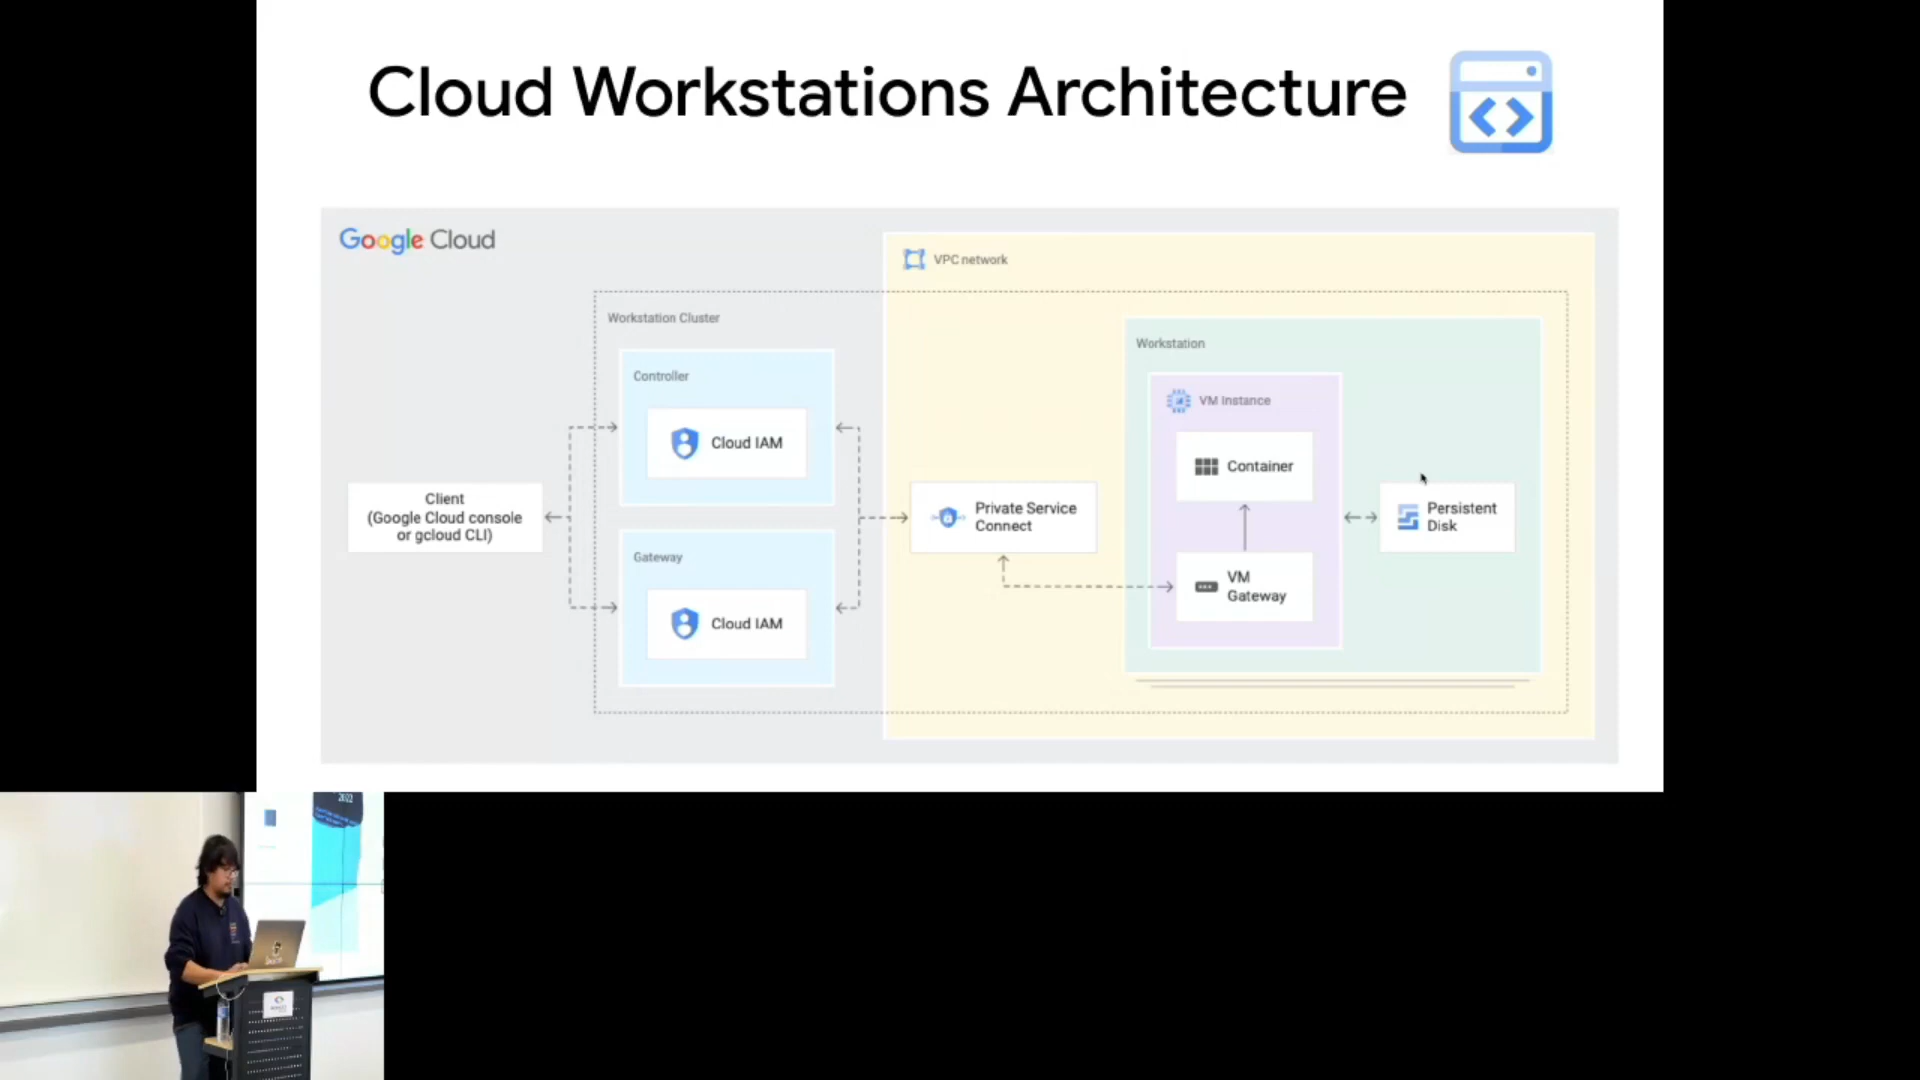 Cloud Workstations Architecture
Google Cloud
VPC network
Workstation Cluster
Workstation
Controller
VM Instance
Cloud IAM
Container
Client
(Google Cloud console
or gcloud CLI)
Private Service
Connect
Persistent
Disk
Gateway
VM
Gateway
Cloud IAM
2022